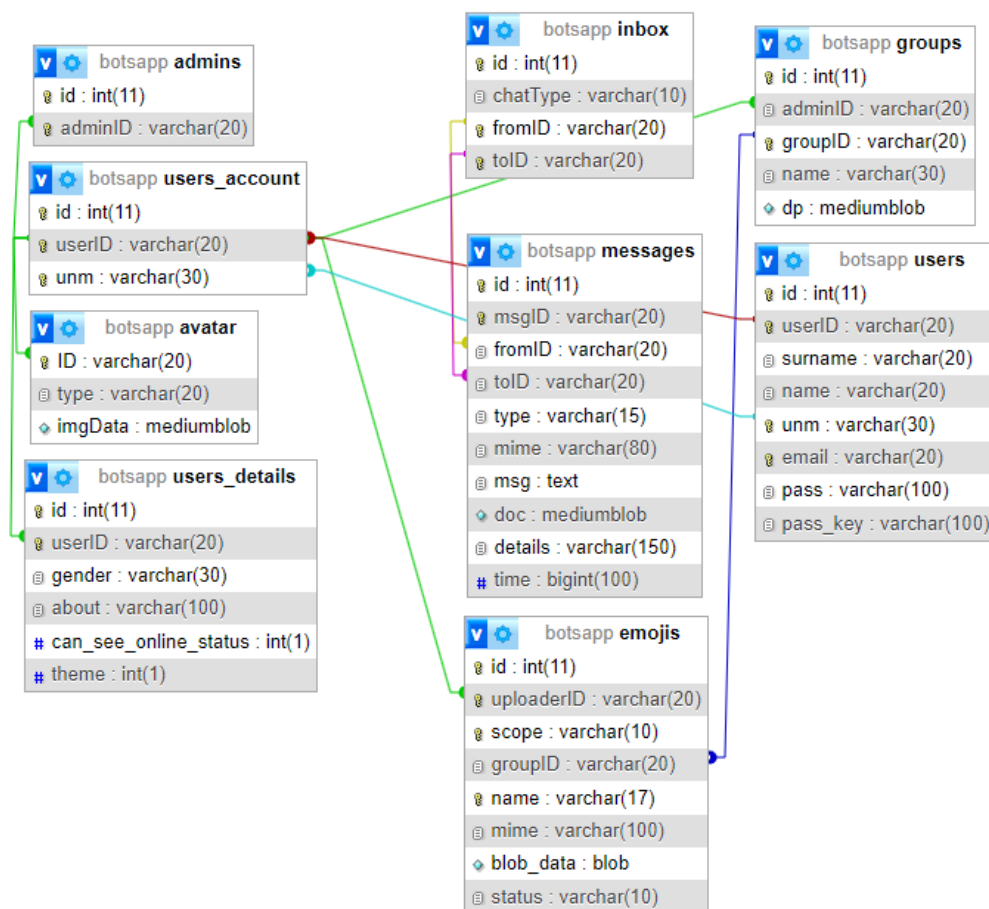 v botsapp admins
id : int(11)
adminID : varchar(20)
v botsapp users_account
id : int(11)
userID : varchar(20)
unm : varchar(30)
v botsapp avatar
ID : varchar(20)
type : varchar(20)
imgData : mediumblob
v botsapp users_details
id : int(11)
userID : varchar(20)
gender : varchar(30)
about : varchar(100)
# can_see_online_status : int(1)
# theme : int(1)
v botsapp inbox
id : int(11)
chatType : varchar(10)
fromID : varchar(20)
toID : varchar(20)
v botsapp messages
id : int(11)
msgID : varchar(20)
fromID : varchar(20)
toID : varchar(20)
type : varchar(15)
mime : varchar(80)
msg : text
doc : mediumblob
details : varchar(150)
# time : bigint(100)
v botsapp emojis
id : int(11)
uploaderID : varchar(20)
scope : varchar(10)
groupID : varchar(20)
name : varchar(17)
mime : varchar(100)
blob_data : blob
status : varchar(10)
v botsapp groups
id : int(11)
adminID : varchar(20)
groupID : varchar(20)
name : varchar(30)
dp : mediumblob
v botsapp users
id : int(11)
userID : varchar(20)
surname : varchar(20)
name : varchar(20)
unm : varchar(30)
email : varchar(20)
pass : varchar(100)
pass_key : varchar(100)